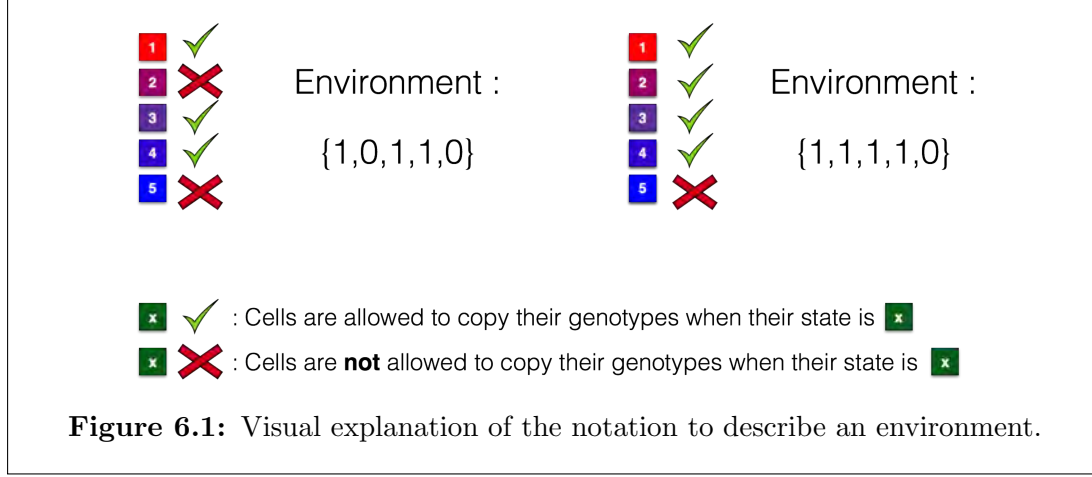 1
2 Environment :
3
4 {1,0,1,1,0}
5
1
2 Environment :
3
4 {1,1,1,1,0}
5
x : Cells are allowed to copy their genotypes when their state is x
x : Cells are not allowed to copy their genotypes when their state is x
Figure 6.1: Visual explanation of the notation to describe an environment.